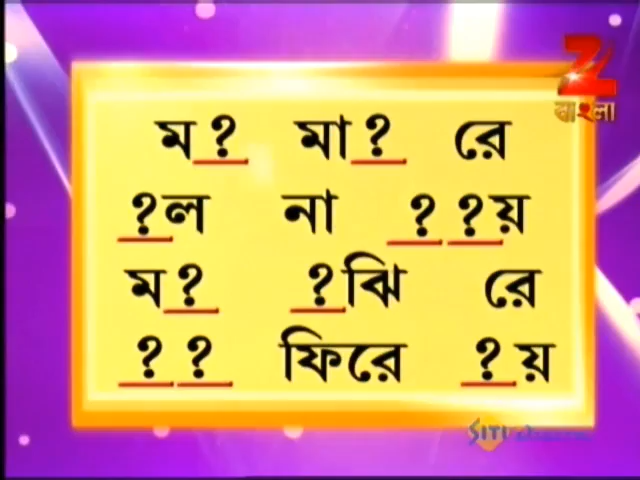 Z
বাংলা
ম? মা? রে
?ল না ? ?য়
ম? ?ঝি রে
? ? ফিরে ?য়
SITI